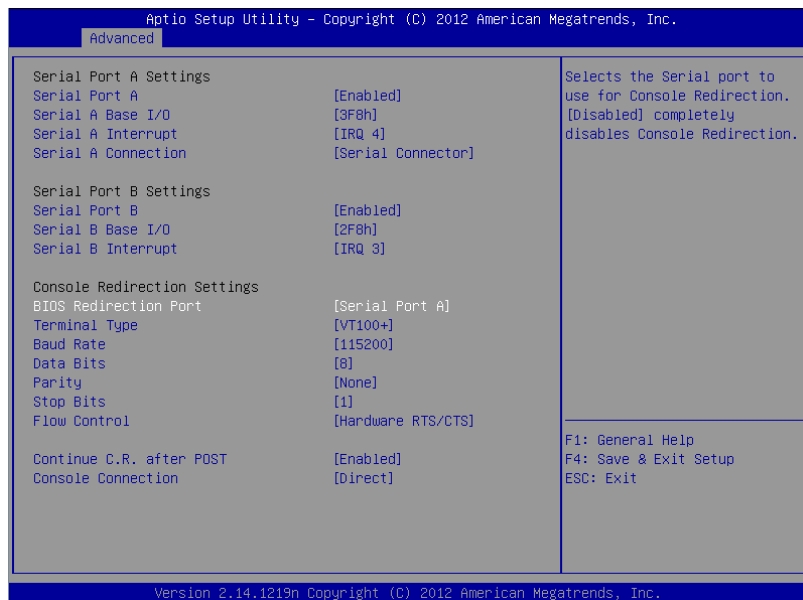 Aptio Setup Utility – Copyright (C) 2012 American Megatrends, Inc.
Advanced
Serial Port A Settings
Serial Port A [Enabled]
Serial A Base I/O [3F8h]
Serial A Interrupt [IRQ 4]
Serial A Connection [Serial Connector]
Serial Port B Settings
Serial Port B [Enabled]
Serial B Base I/O [2F8h]
Serial B Interrupt [IRQ 3]
Console Redirection Settings
BIOS Redirection Port [Serial Port A]
Terminal Type [VT100+]
Baud Rate [115200]
Data Bits [8]
Parity [None]
Stop Bits [1]
Flow Control [Hardware RTS/CTS]
Continue C.R. after POST [Enabled]
Console Connection [Direct]
Selects the Serial port to
use for Console Redirection.
[Disabled] completely
disables Console Redirection.
F1: General Help
F4: Save & Exit Setup
ESC: Exit
Version 2.14.1219n Copyright (C) 2012 American Megatrends, Inc.